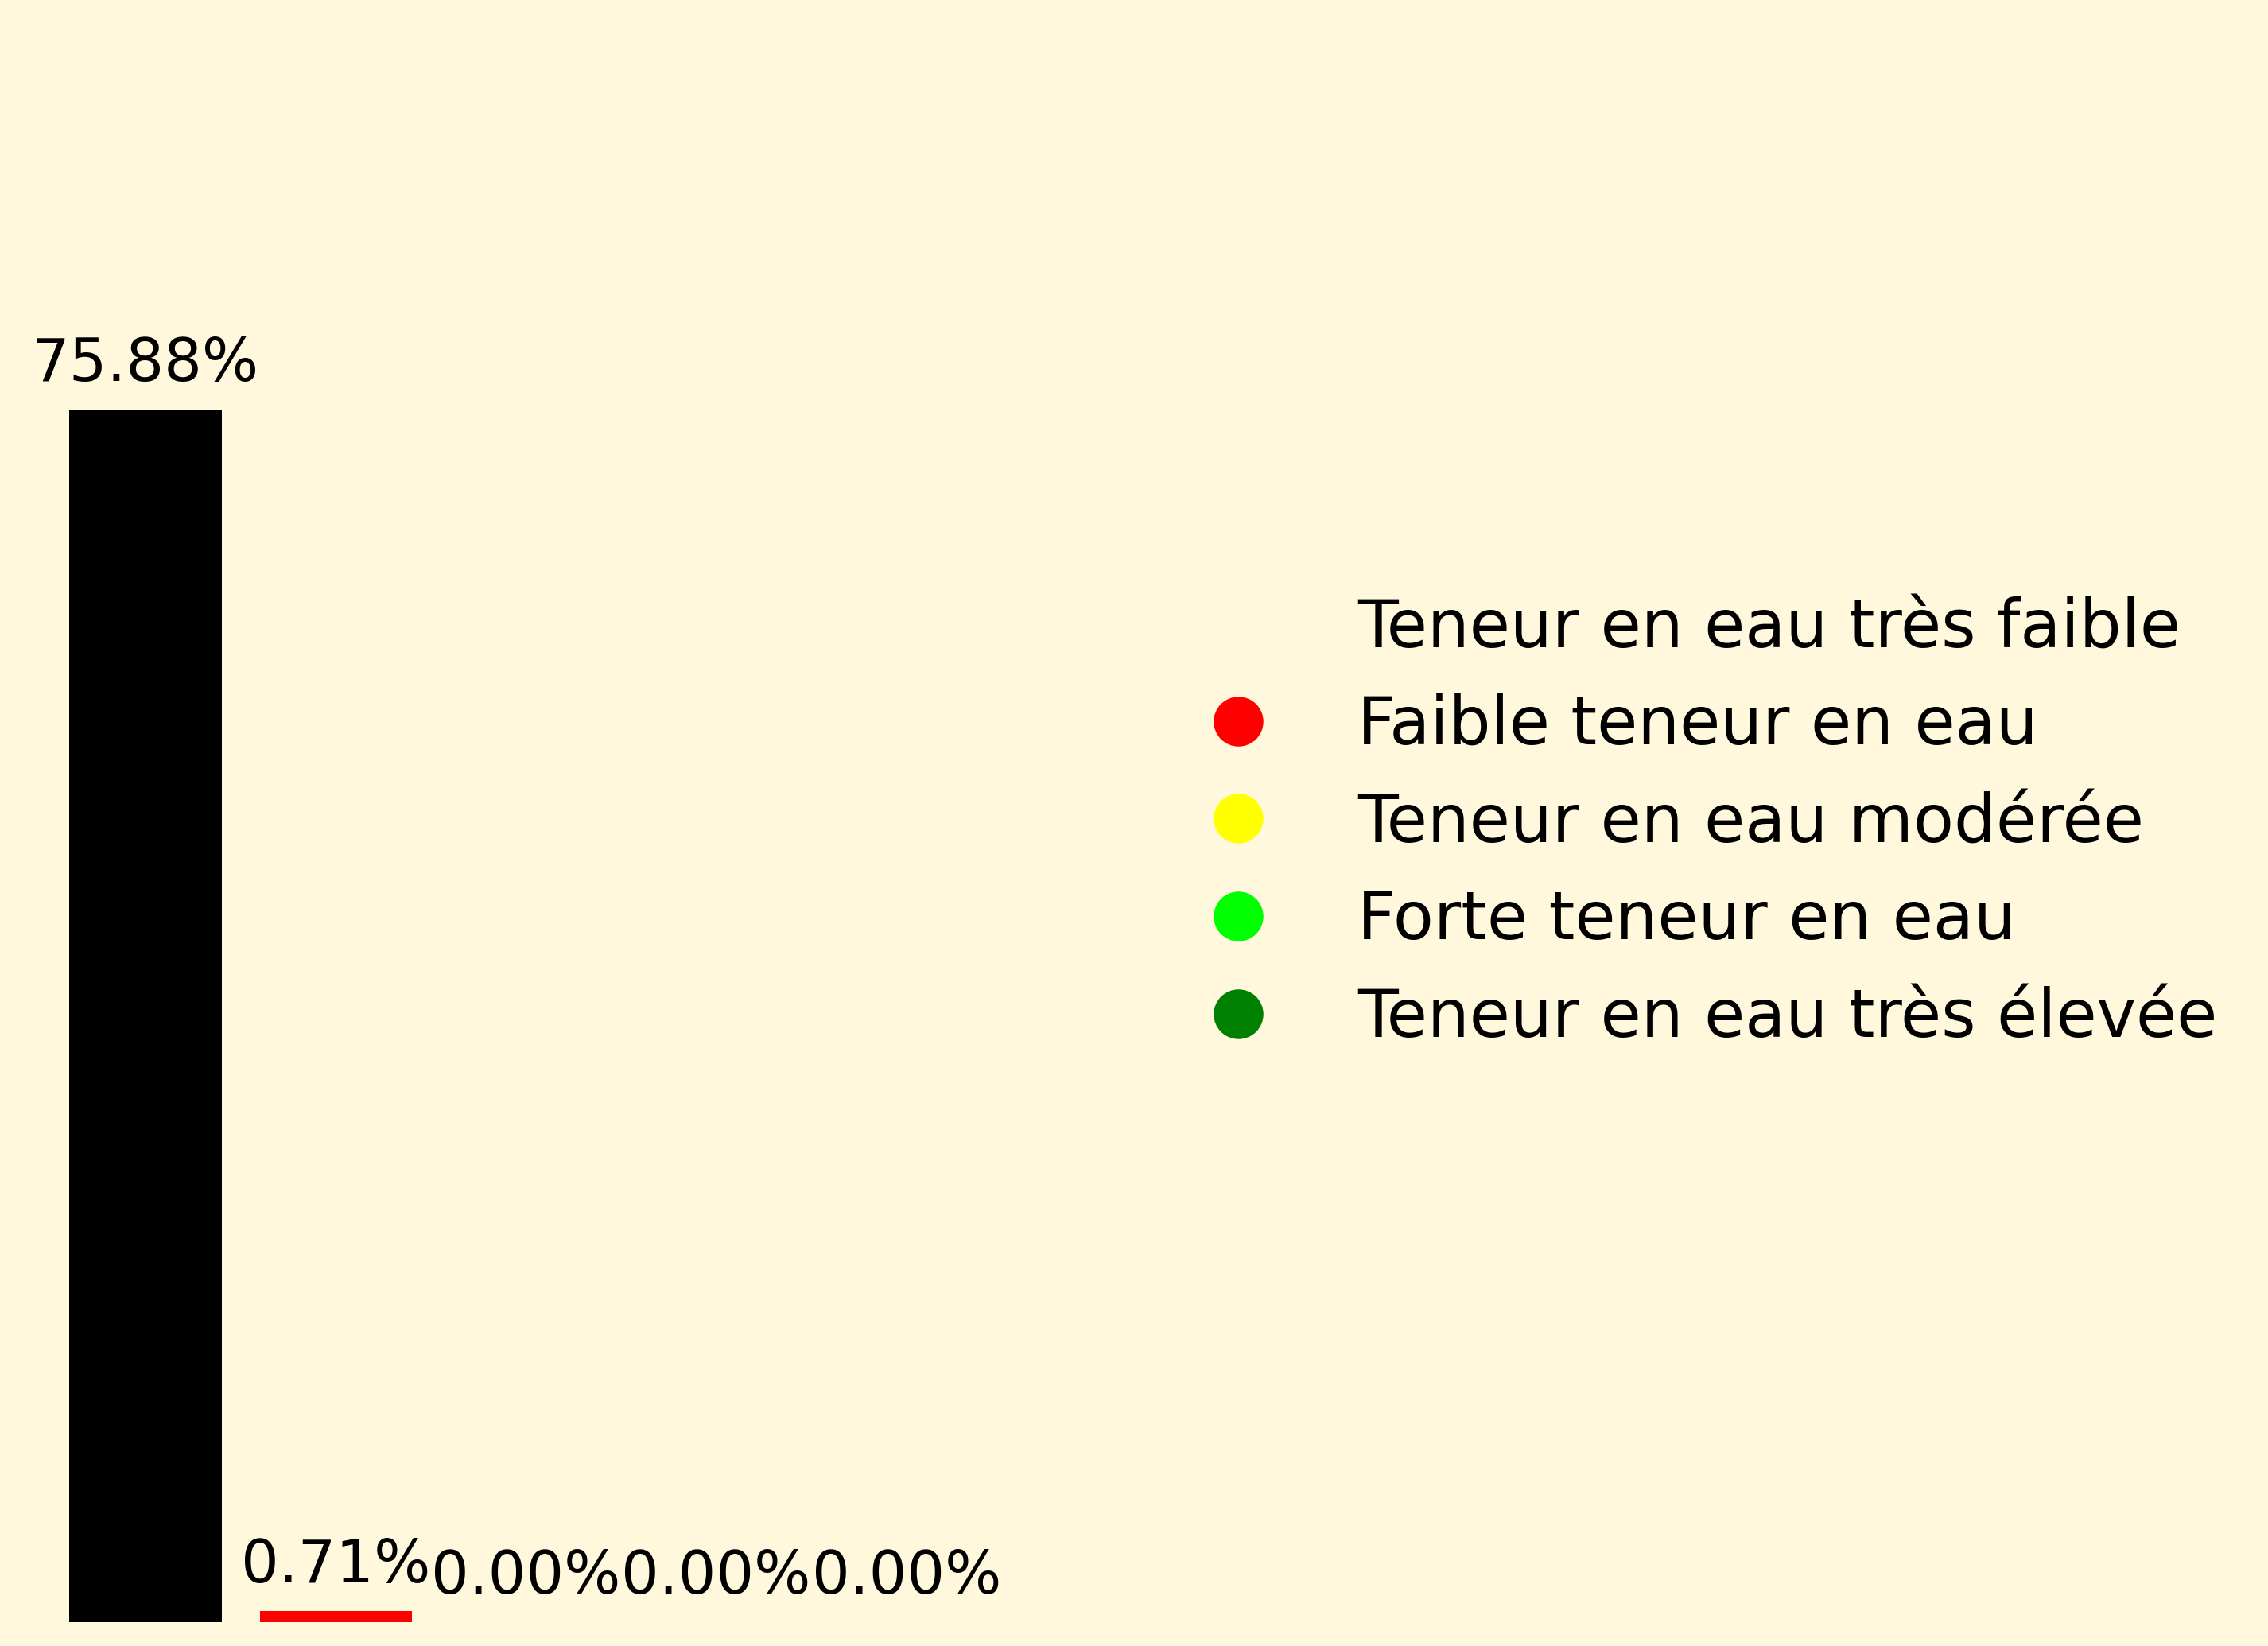 75.88%
Teneur en eau très faible
Faible teneur en eau
Teneur en eau modérée
Forte teneur en eau
Teneur en eau très élevée
0.71%
0.00%
0.00%
0.00%